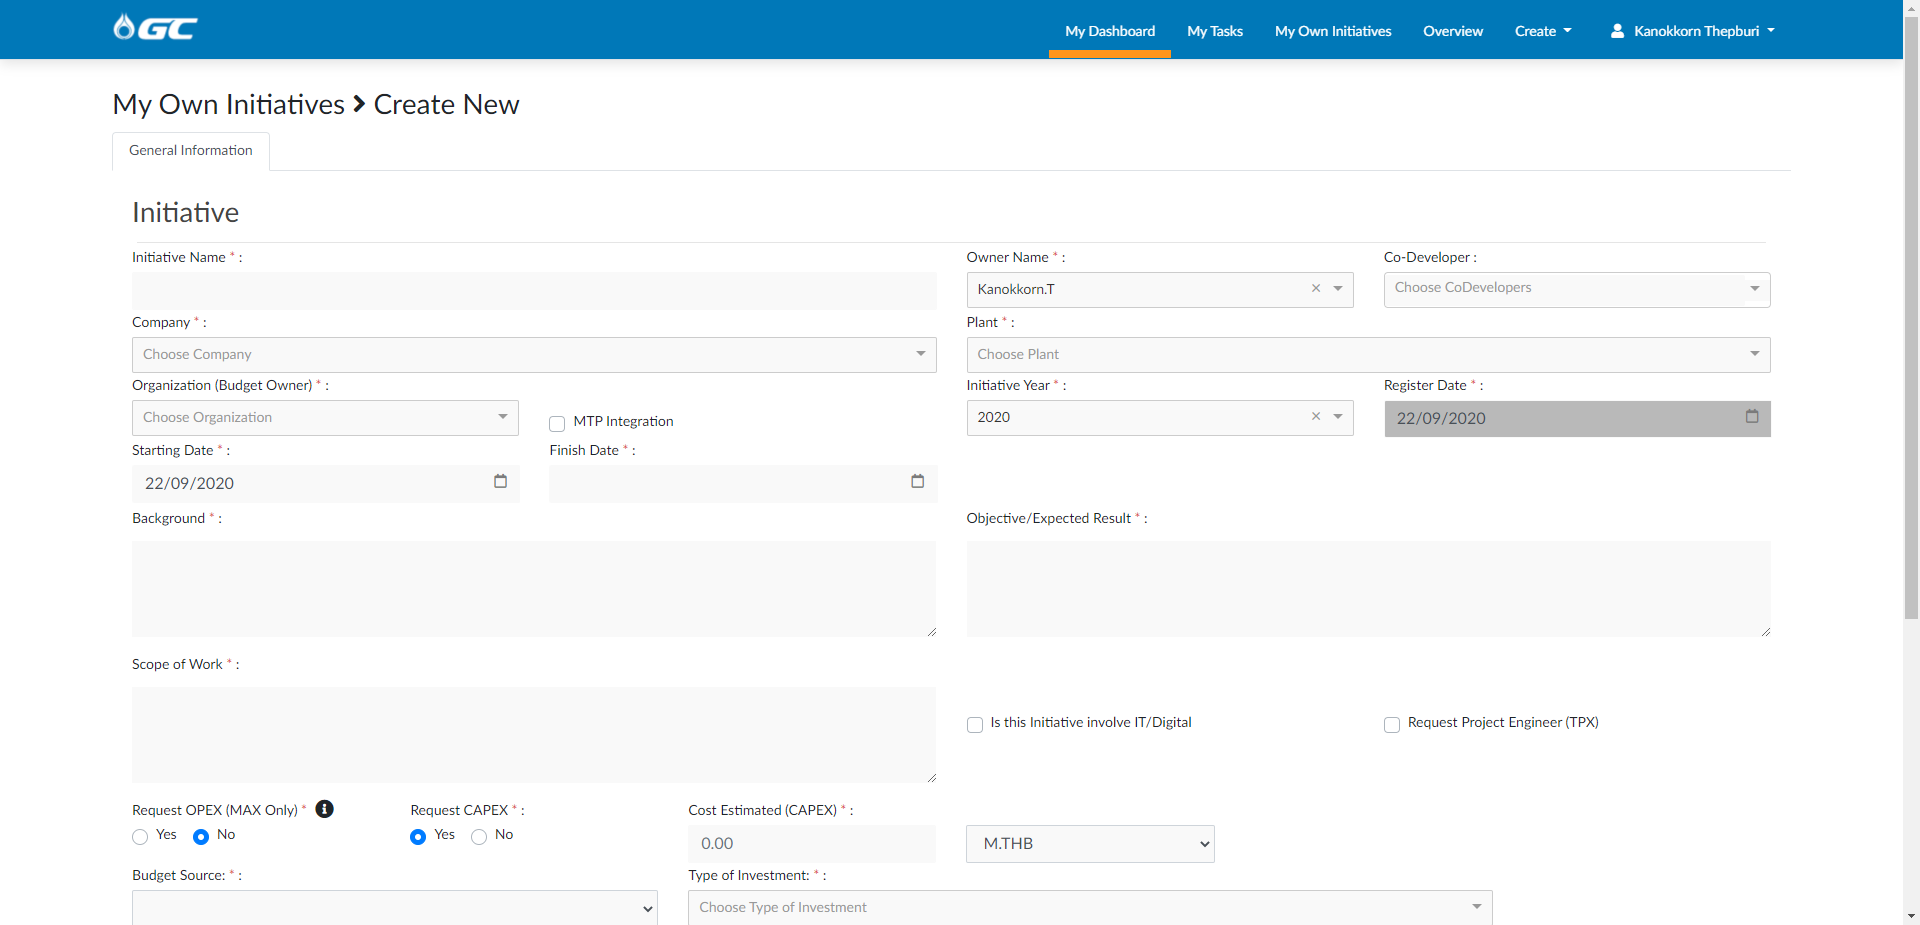 GC
My Dashboard My Tasks My Own Initiatives Overview Create Kanokkorn Thepburi
My Own Initiatives > Create New
General Information
Initiative
Initiative Name * : Owner Name * : Co-Developer :
Kanokkorn.T × Choose CoDevelopers
Company * : Plant * :
Choose Company Choose Plant
Organization (Budget Owner) * : Initiative Year * : Register Date * :
Choose Organization MTP Integration 2020 × 22/09/2020
Starting Date * : Finish Date * :
22/09/2020
Background * : Objective/Expected Result * :
Scope of Work * :
Is this Initiative involve IT/Digital Request Project Engineer (TPX)
Request OPEX (MAX Only) * Request CAPEX * : Cost Estimated (CAPEX) * :
Yes No Yes No 0.00 M.THB
Budget Source: * : Type of Investment: * :
Choose Type of Investment